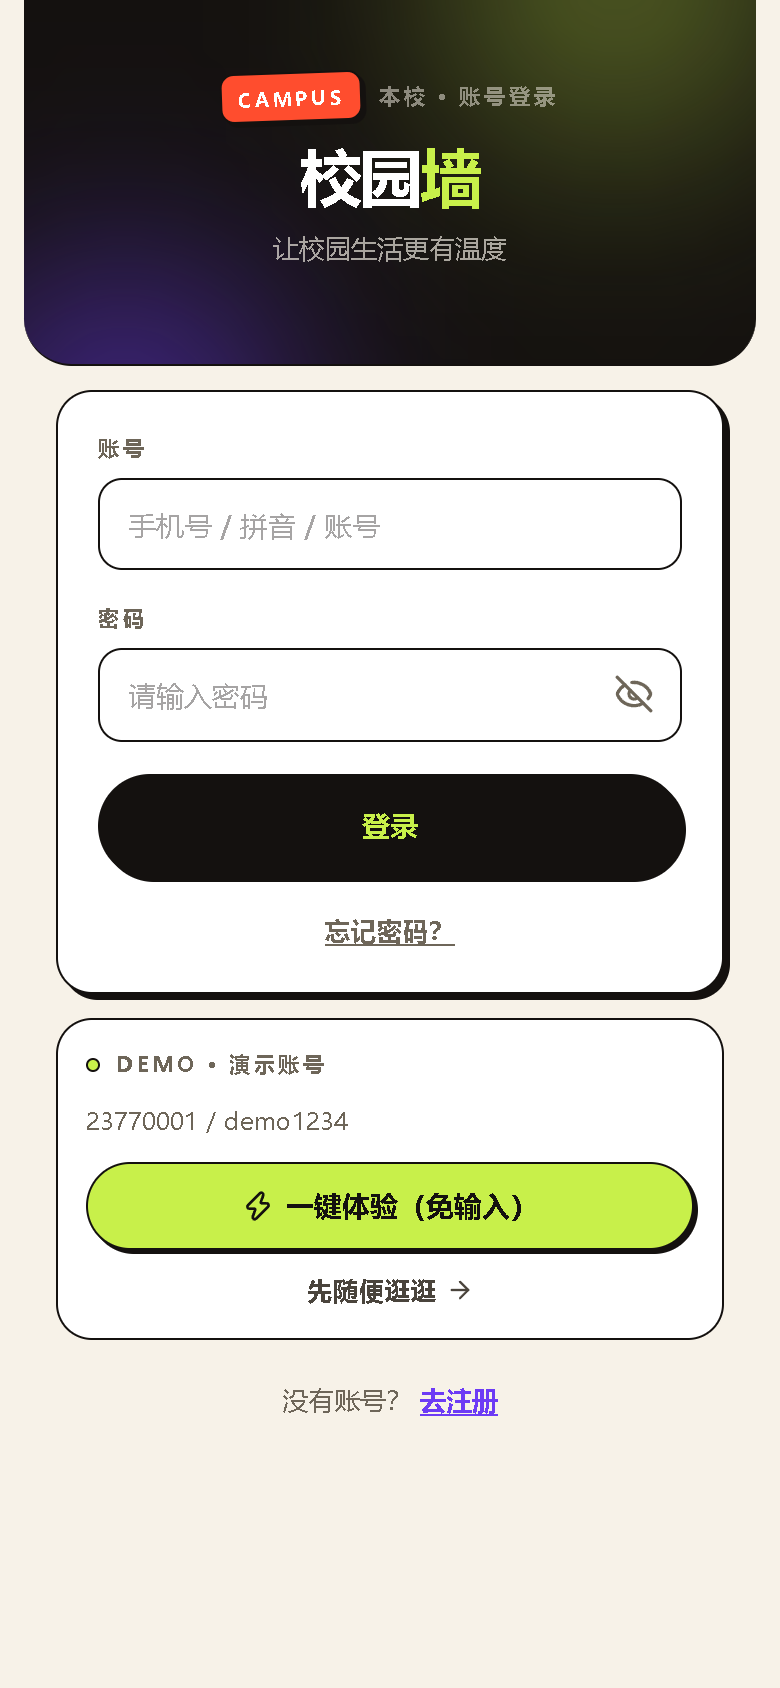 CAMPUS 本校 • 账号登录
校园墙
让校园生活更有温度
账号
手机号 / 拼音 / 账号
密码
请输入密码
登录
忘记密码？
DEMO • 演示账号
23770001 / demo1234
一键体验（免输入）
先随便逛逛 →
没有账号？ 去注册